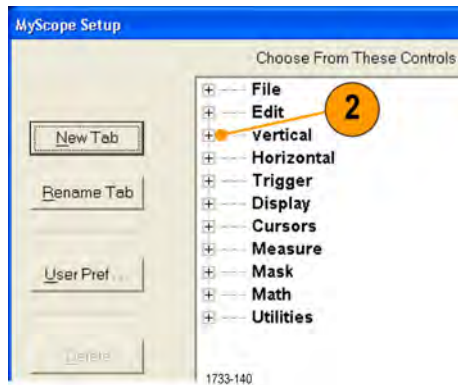 MyScope Setup
Choose From These Controls
New Tab
Rename Tab
User Pref...
Delete
File
Edit
Vertical
Horizontal
Trigger
Display
Cursors
Measure
Mask
Math
Utilities
2
1733-140